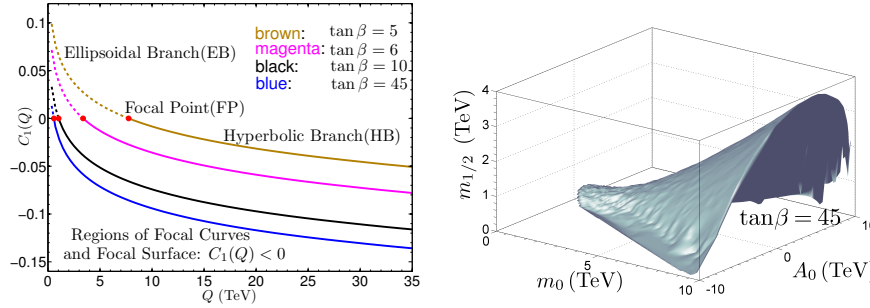 0.1
0.05
0
−0.05
−0.1
−0.15
C₁(Q)
Ellipsoidal Branch(EB)
brown: tan β = 5
magenta: tan β = 6
black: tan β = 10
blue: tan β = 45
Focal Point(FP)
Hyperbolic Branch(HB)
Regions of Focal Curves
and Focal Surface: C₁(Q) < 0
0 5 10 15 20 25 30 35
Q (TeV)
4
3
2
1
0
m₁/₂ (TeV)
tanβ = 45
0 5 10
m₀ (TeV)
-10 0 10
A₀ (TeV)